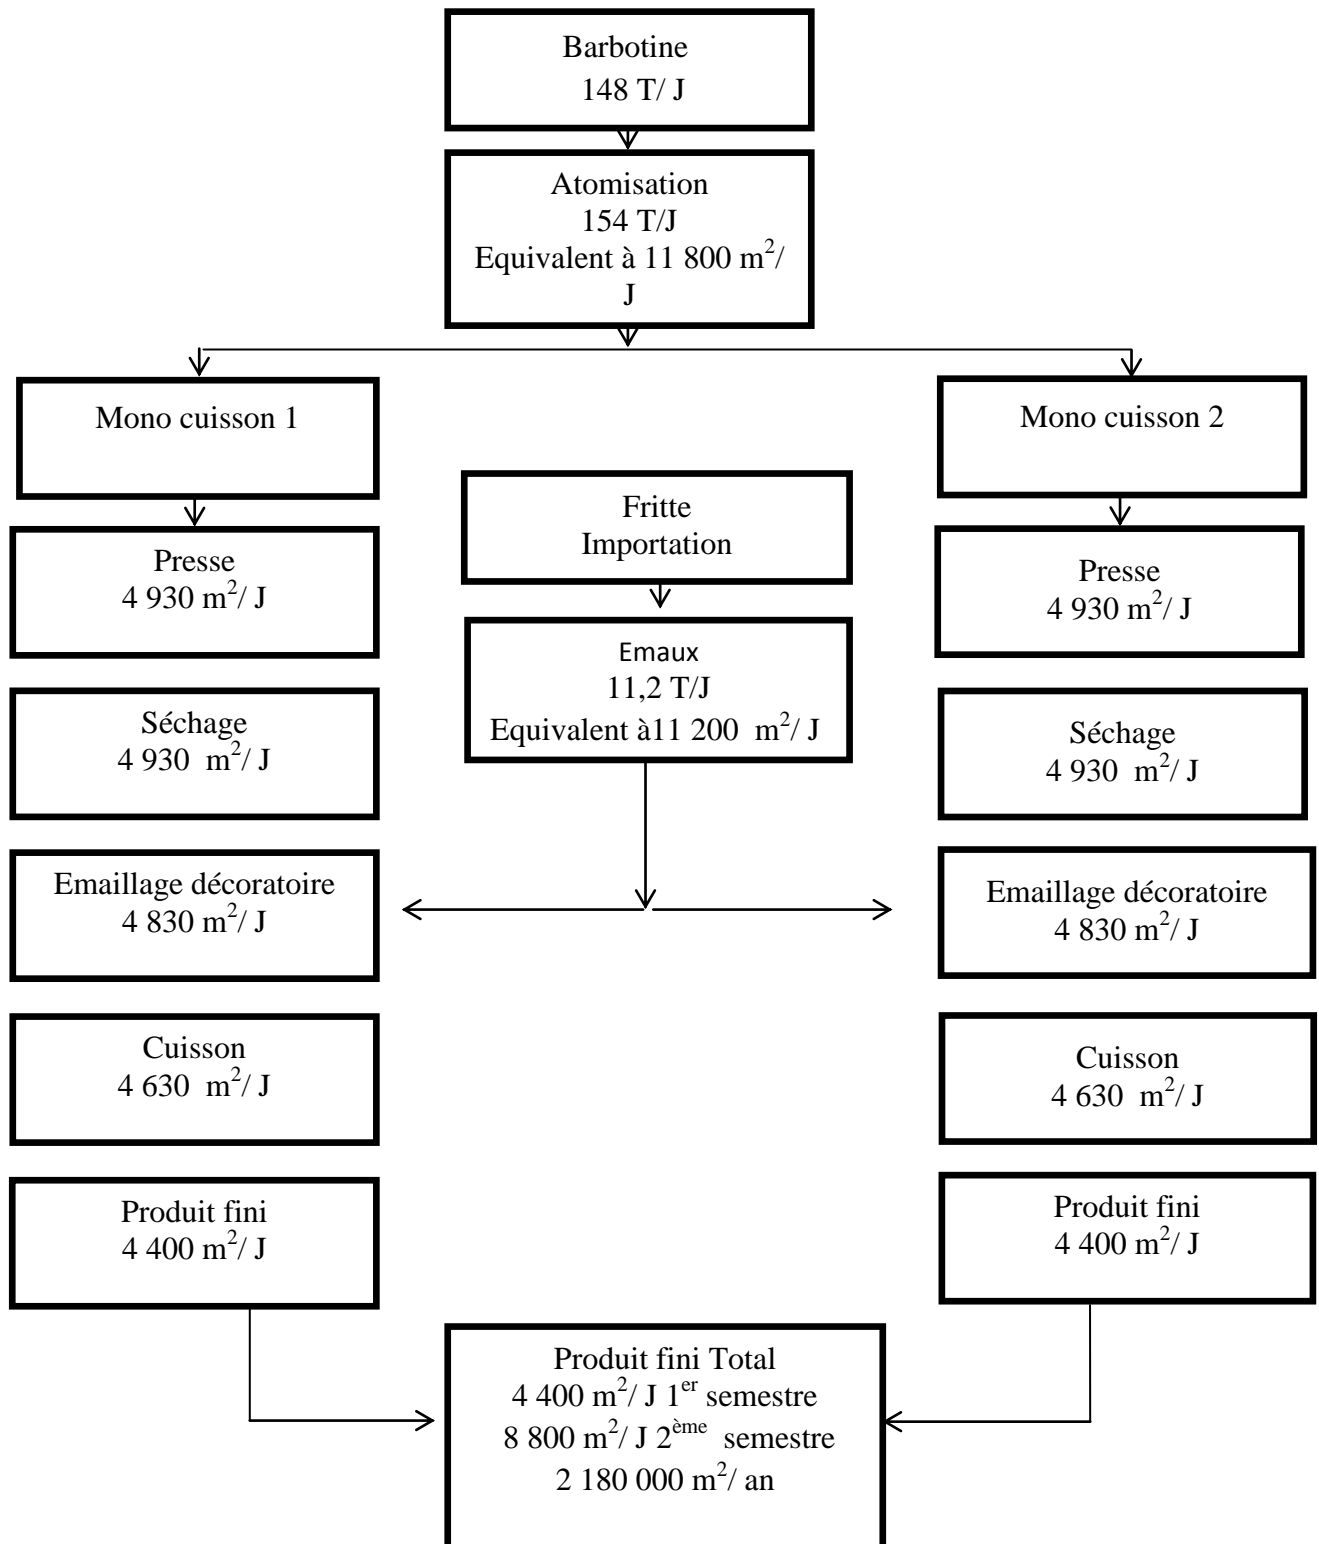 Barbotine
148 T/ J
Atomisation
154 T/J
Equivalent à 11 800 m²/
J
Mono cuisson 1
Mono cuisson 2
Fritte
Importation
Presse
4 930 m²/ J
Presse
4 930 m²/ J
Emaux
11,2 T/J
Equivalent à11 200 m²/ J
Séchage
4 930 m²/ J
Séchage
4 930 m²/ J
Emaillage décoratoire
4 830 m²/ J
Emaillage décoratoire
4 830 m²/ J
Cuisson
4 630 m²/ J
Cuisson
4 630 m²/ J
Produit fini
4 400 m²/ J
Produit fini
4 400 m²/ J
Produit fini Total
4 400 m²/ J 1er semestre
8 800 m²/ J 2ème semestre
2 180 000 m²/ an